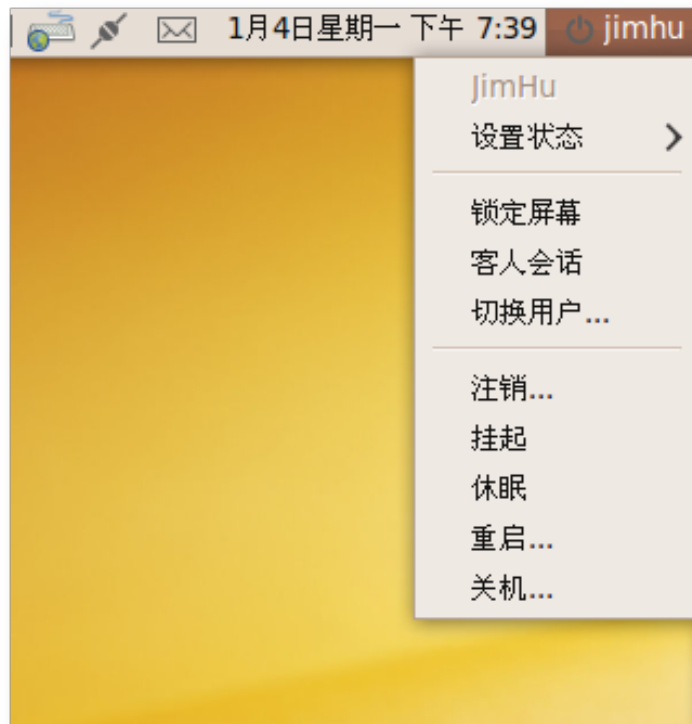 1月4日星期一 下午 7:39 jimhu
JimHu
设置状态
锁定屏幕
客人会话
切换用户...
注销...
挂起
休眠
重启...
关机...